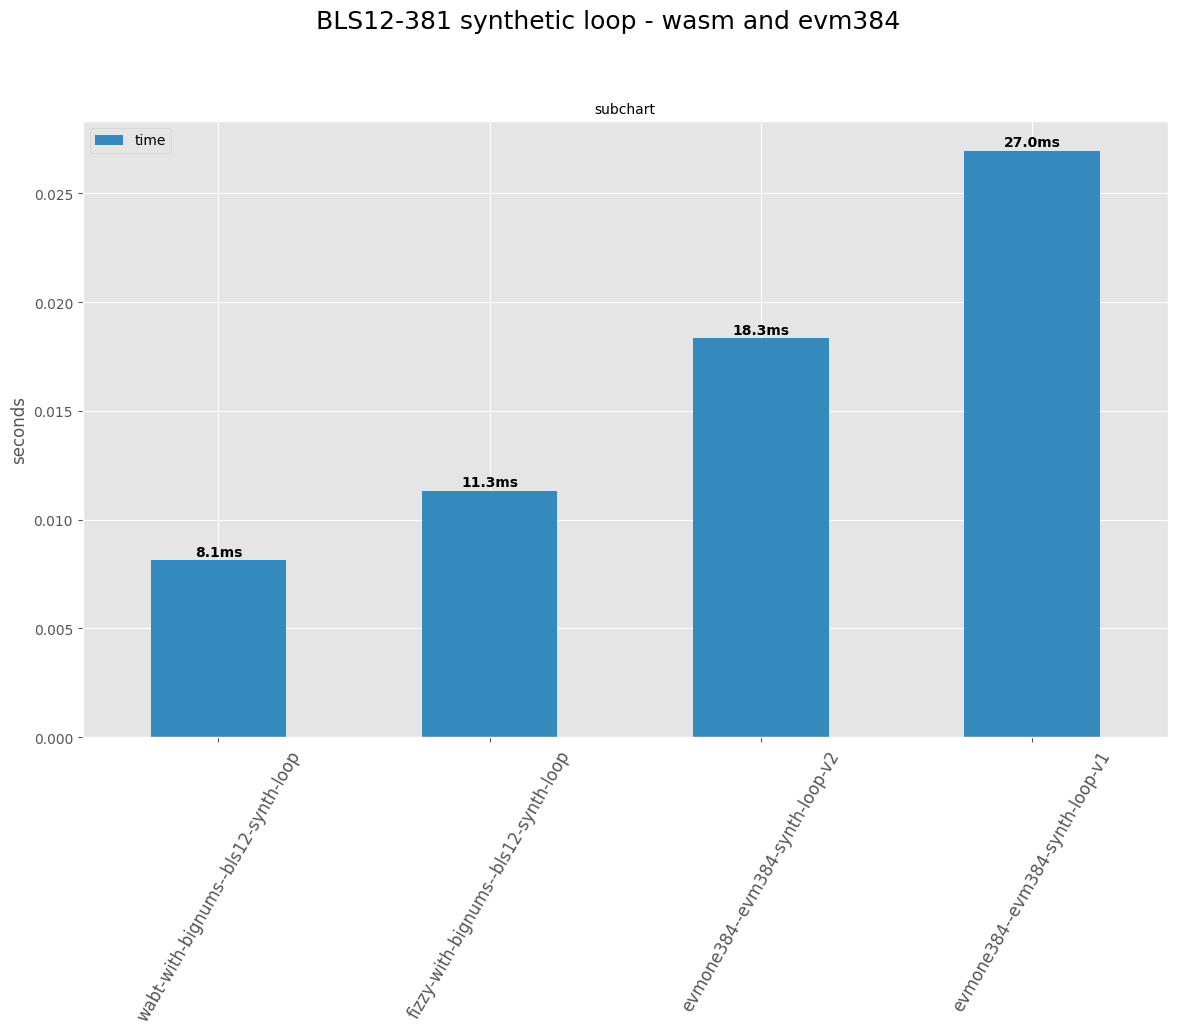 BLS12-381 synthetic loop - wasm and evm384
subchart
time
27.0ms
0.025
0.020
18.3ms
0.015
seconds
11.3ms
0.010
8.1ms
0.005
0.000
wabt-with-bignums--bls12-synth-loop
fizzy-with-bignums--bls12-synth-loop
evmone384--evm384-synth-loop-v2
evmone384--evm384-synth-loop-v1